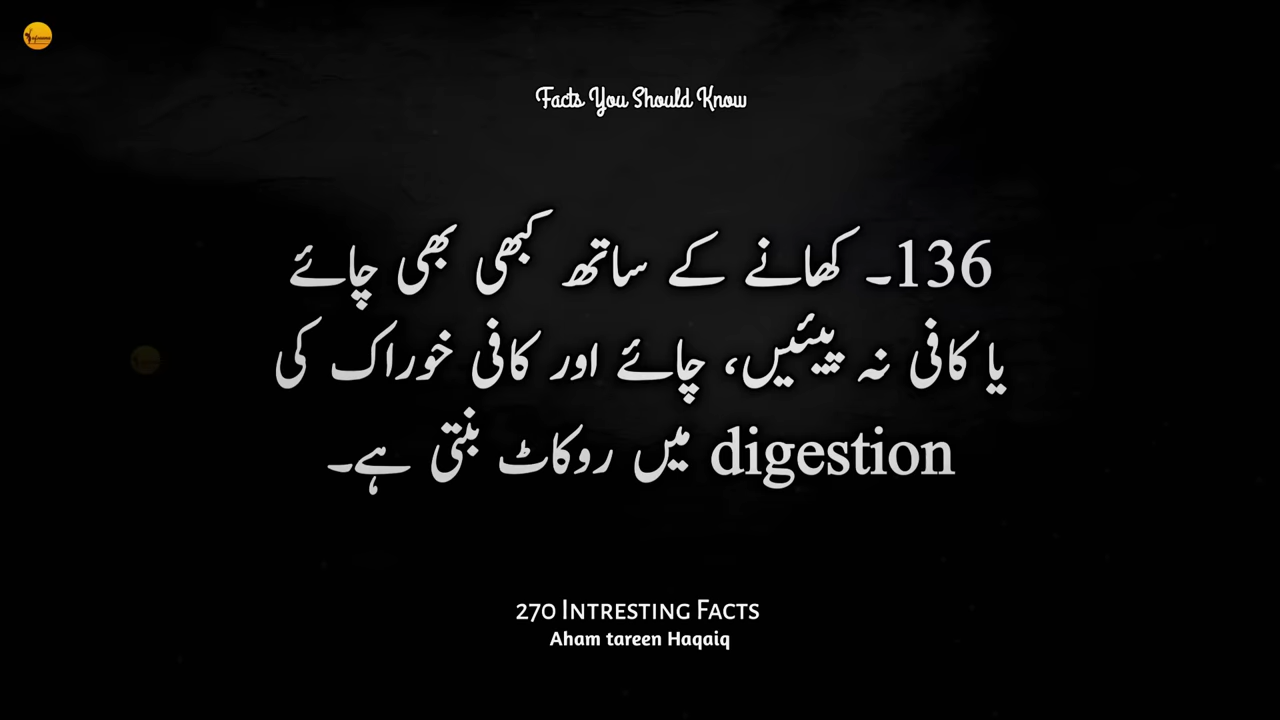 Facts You Should Know
136۔ کھانے کے ساتھ کبھی بھی چائے
یا کافی نہ پیئیں، چائے اور کافی خوراک کی
digestion میں روکاٹ بنتی ہے۔
270 Intresting Facts
Aham tareen Haqaiq